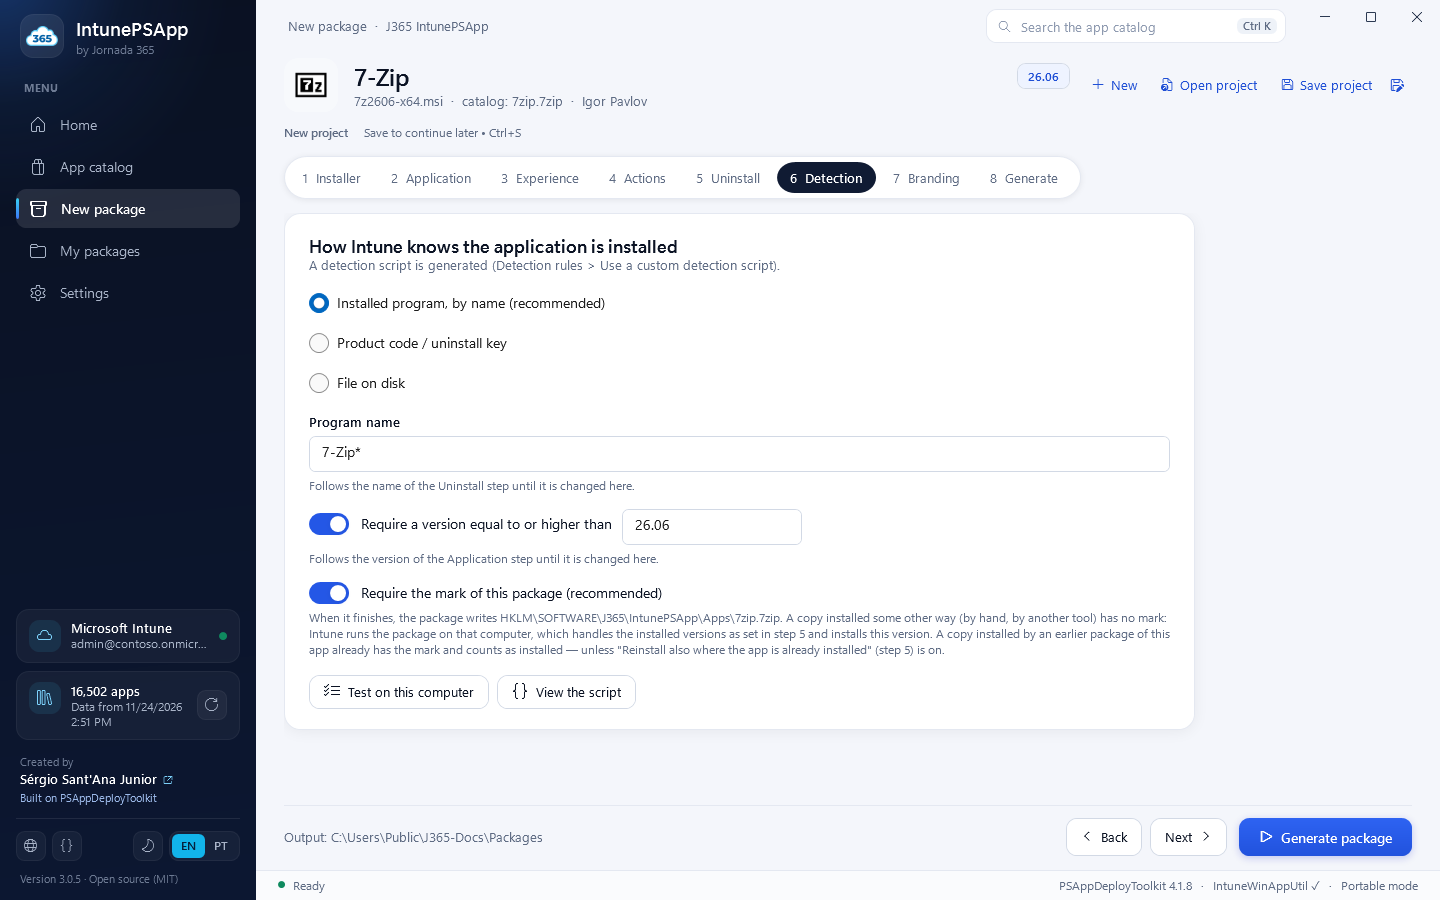 365
IntunePSApp
by Jornada 365
MENU
Home
App catalog
New package
My packages
Settings
Microsoft Intune
admin@contoso.onmicr...
16,502 apps
Data from 11/24/2026
2:51 PM
Created by
Sérgio Sant'Ana Junior
Built on PSAppDeployToolkit
{}
EN PT
Version 3.0.5 · Open source (MIT)
New package · J365 IntunePSApp
Search the app catalog Ctrl K
7z
7-Zip
7z2606-x64.msi · catalog: 7zip.7zip · Igor Pavlov
26.06
New
Open project
Save project
New project Save to continue later • Ctrl+S
1 Installer 2 Application 3 Experience 4 Actions 5 Uninstall 6 Detection 7 Branding 8 Generate
How Intune knows the application is installed
A detection script is generated (Detection rules > Use a custom detection script).
Installed program, by name (recommended)
Product code / uninstall key
File on disk
Program name
7-Zip*
Follows the name of the Uninstall step until it is changed here.
Require a version equal to or higher than 26.06
Follows the version of the Application step until it is changed here.
Require the mark of this package (recommended)
When it finishes, the package writes HKLM\SOFTWARE\J365\IntunePSApp\Apps\7zip.7zip. A copy installed some other way (by hand, by another tool) has no mark:
Intune runs the package on that computer, which handles the installed versions as set in step 5 and installs this version. A copy installed by an earlier package of this
app already has the mark and counts as installed — unless "Reinstall also where the app is already installed" (step 5) is on.
Test on this computer
{} View the script
Output: C:\Users\Public\J365-Docs\Packages
Back
Next
Generate package
Ready
PSAppDeployToolkit 4.1.8 · IntuneWinAppUtil ✓ · Portable mode